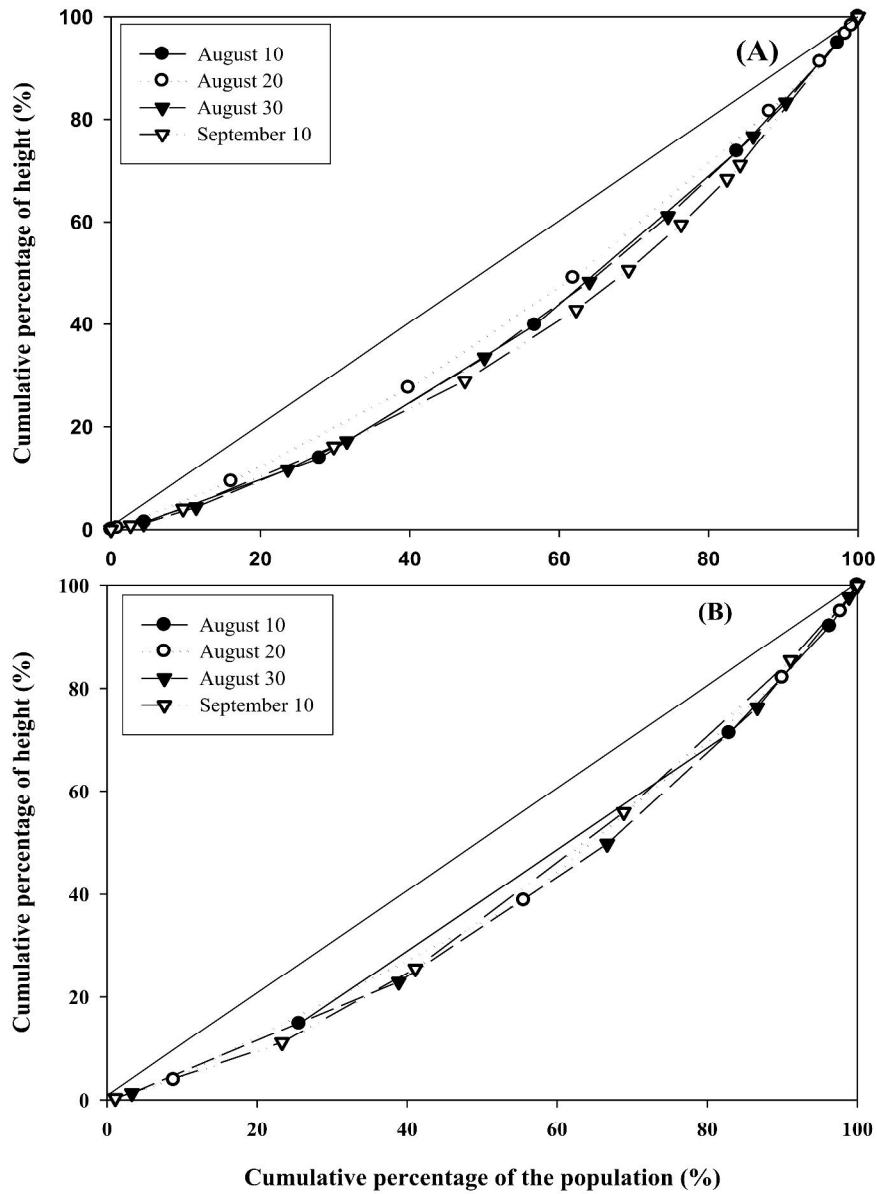 100
80
60
40
20
0
Cumulative percentage of height (%)
August 10
August 20
August 30
September 10
(A)
0 20 40 60 80 100
100
80
60
40
20
0
Cumulative percentage of height (%)
August 10
August 20
August 30
September 10
(B)
0 20 40 60 80 100
Cumulative percentage of the population (%)